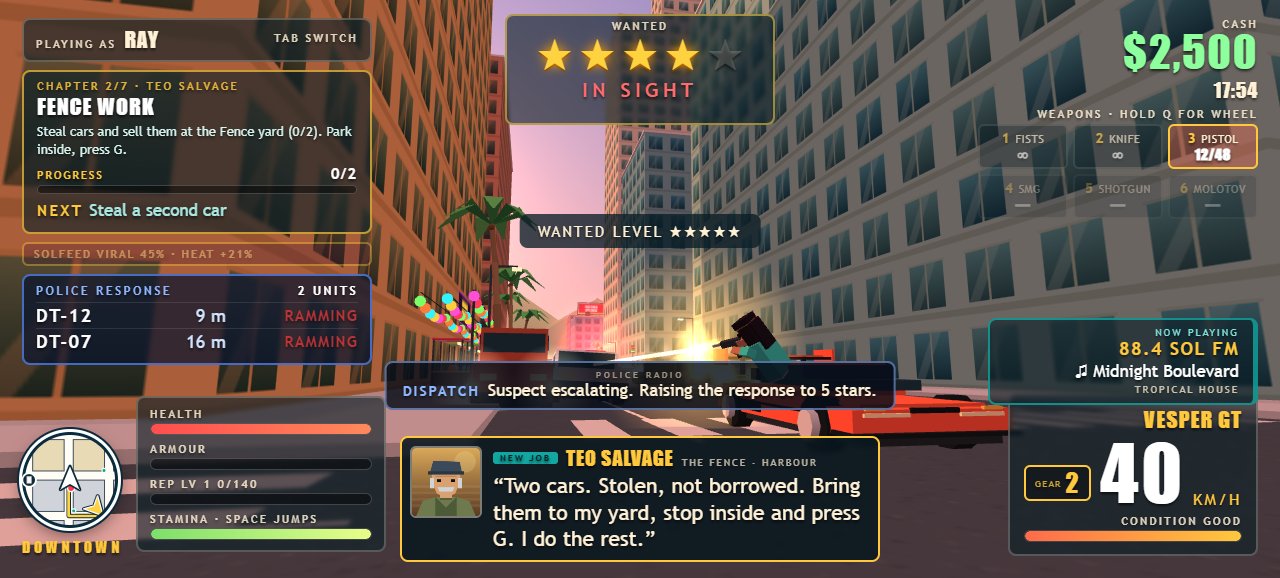 PLAYING AS RAY TAB SWITCH
CHAPTER 2/7 · TEO SALVAGE
FENCE WORK
Steal cars and sell them at the Fence yard (0/2). Park
inside, press G.
PROGRESS 0/2
NEXT Steal a second car
SOLFEED VIRAL 45% · HEAT +21%
POLICE RESPONSE 2 UNITS
DT-12 9 m RAMMING
DT-07 16 m RAMMING
WANTED
IN SIGHT
WANTED LEVEL ★★★★★
CASH
$2,500
17:54
WEAPONS · HOLD Q FOR WHEEL
1 FISTS ∞
2 KNIFE ∞
3 PISTOL 12/48
4 SMG —
5 SHOTGUN —
6 MOLOTOV —
NOW PLAYING
88.4 SOL FM
♫ Midnight Boulevard
TROPICAL HOUSE
POLICE RADIO
DISPATCH Suspect escalating. Raising the response to 5 stars.
HEALTH
ARMOUR
REP LV 1 0/140
STAMINA · SPACE JUMPS
DOWNTOWN
NEW JOB TEO SALVAGE THE FENCE · HARBOUR
“Two cars. Stolen, not borrowed. Bring
them to my yard, stop inside and press
G. I do the rest.”
VESPER GT
GEAR 2 40 KM/H
CONDITION GOOD